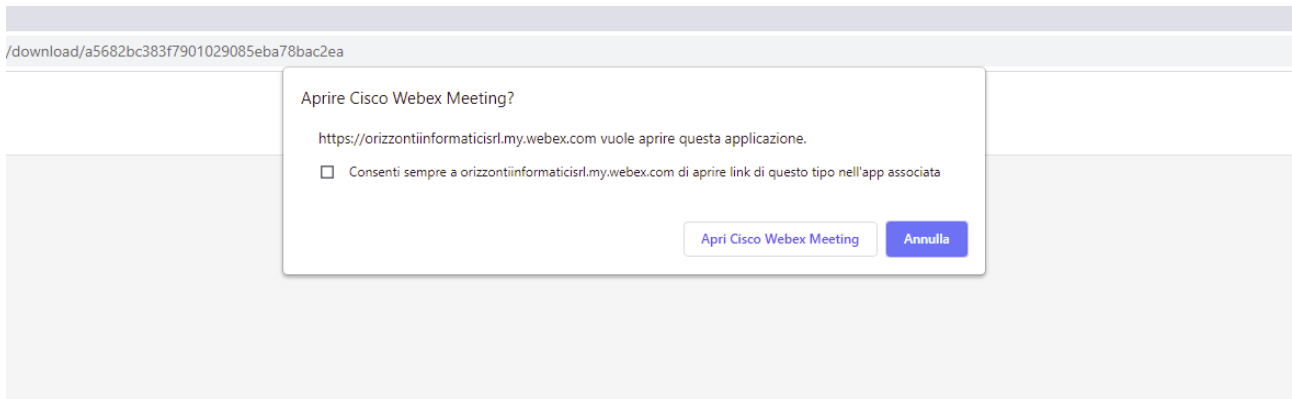 /download/a5682bc383f7901029085eba78bac2ea
Aprire Cisco Webex Meeting?
https://orizzontiinformaticisrl.my.webex.com vuole aprire questa applicazione.
Consenti sempre a orizzontiinformaticisrl.my.webex.com di aprire link di questo tipo nell'app associata
Apri Cisco Webex Meeting Annulla